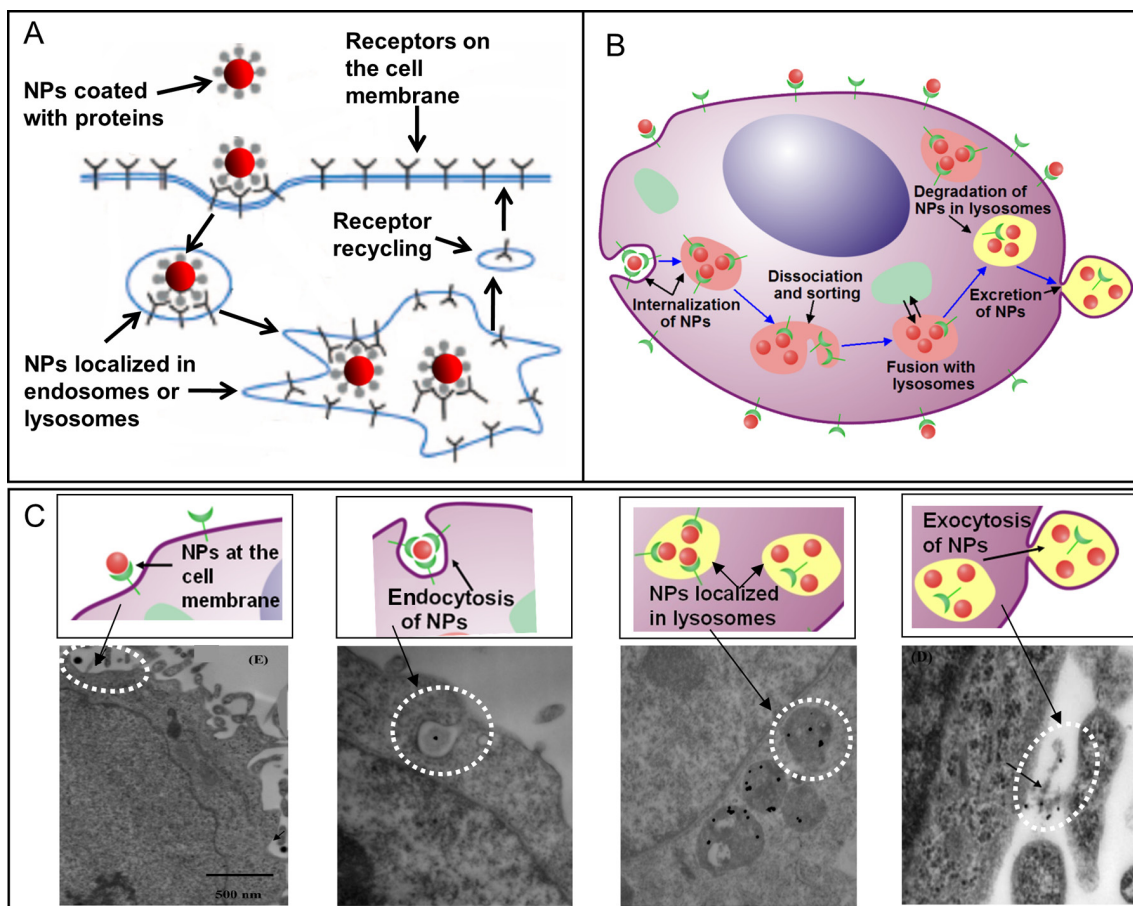 A
NPs coated
with proteins
Receptors on
the cell
membrane
Receptor
recycling
NPs localized in
endosomes or
lysosomes
B
Degradation of
NPs in lysosomes
Dissociation
and sorting
Internalization
of NPs
Excretion
of NPs
Fusion with
lysosomes
C
NPs at the
cell
membrane
Endocytosis
of NPs
NPs localized
in lysosomes
Exocytosis
of NPs
(E)
500 nm
(D)